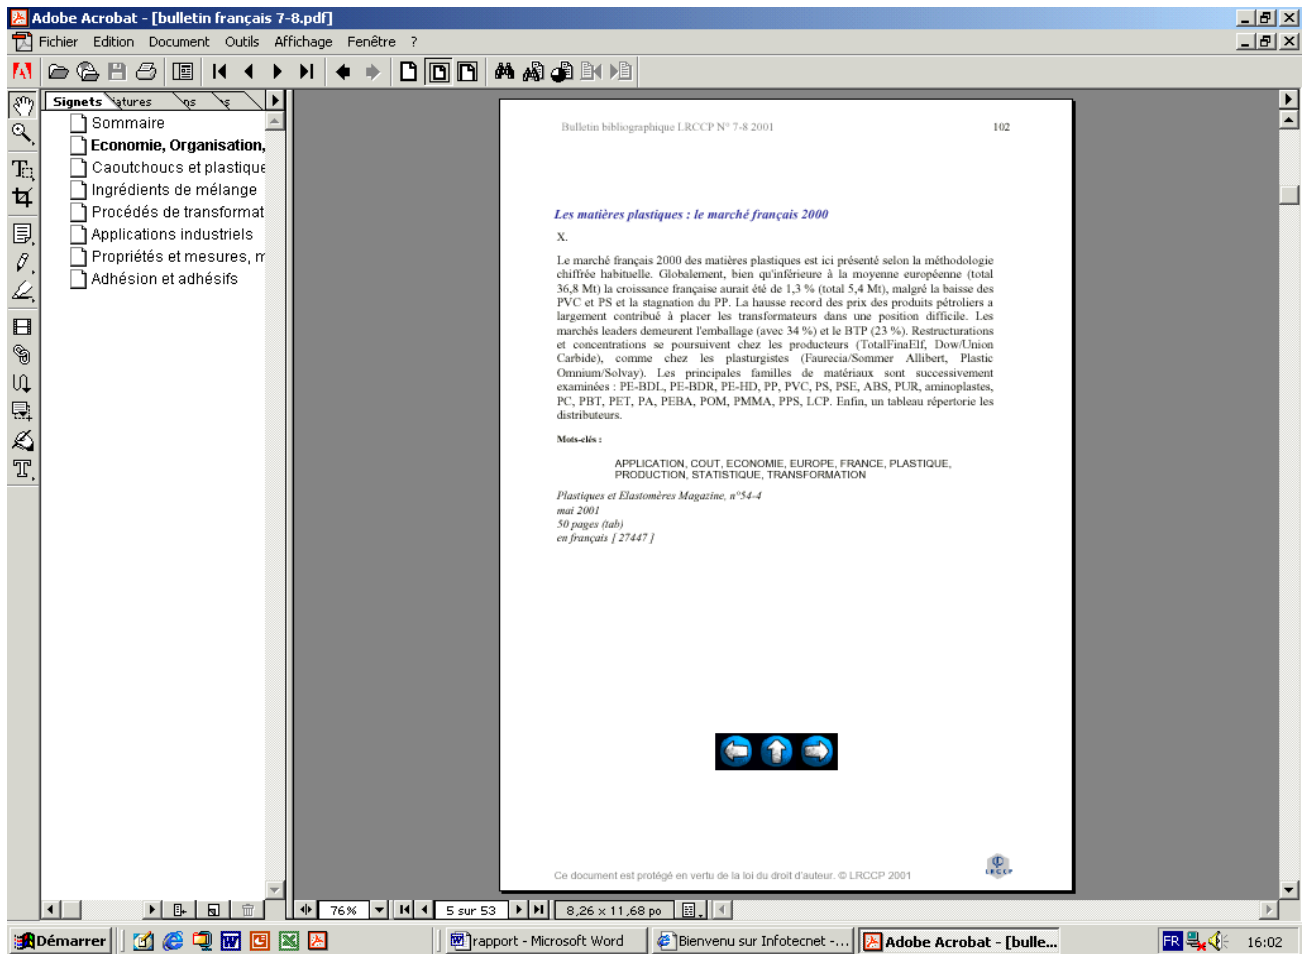 Adobe Acrobat - [bulletin français 7-8.pdf]
Fichier Edition Document Outils Affichage Fenêtre ?
Signets
Sommaire
Economie, Organisation,
Caoutchoucs et plastique
Ingrédients de mélange
Procédés de transformat
Applications industriels
Propriétés et mesures, m
Adhésion et adhésifs
Bulletin bibliographique LRCCP N° 7-8 2001 102
Les matières plastiques : le marché français 2000
X.
Le marché français 2000 des matières plastiques est ici présenté selon la méthodologie
chiffrée habituelle. Globalement, bien qu'inférieure à la moyenne européenne (total
36,8 Mt) la croissance française aurait été de 1,3 % (total 5,4 Mt), malgré la baisse des
PVC et PS et la stagnation du PP. La hausse record des prix des produits pétroliers a
largement contribué à placer les transformateurs dans une position difficile. Les
marchés leaders demeurent l'emballage (avec 34 %) et le BTP (23 %). Restructurations
et concentrations se poursuivent chez les producteurs (TotalFinaElf, Dow/Union
Carbide), comme chez les plasturgistes (Faurecia/Sommer Allibert, Plastic
Omnium/Solvay). Les principales familles de matériaux sont successivement
examinées : PE-BDL, PE-BDR, PE-HD, PP, PVC, PS, PSE, ABS, PUR, aminoplastes,
PC, PBT, PET, PA, PEBA, POM, PMMA, PPS, LCP. Enfin, un tableau répertorie les
distributeurs.
Mots-clés :
APPLICATION, COUT, ECONOMIE, EUROPE, FRANCE, PLASTIQUE,
PRODUCTION, STATISTIQUE, TRANSFORMATION
Plastiques et Elastomères Magazine, n°54-4
mai 2001
50 pages (tab)
en français [ 27447 ]
Ce document est protégé en vertu de la loi du droit d'auteur. © LRCCP 2001
LRCCP
76% 5 sur 53 8,26 x 11,68 po
Démarrer rapport - Microsoft Word Bienvenu sur Infotecnet -... Adobe Acrobat - [bulle... FR 16:02